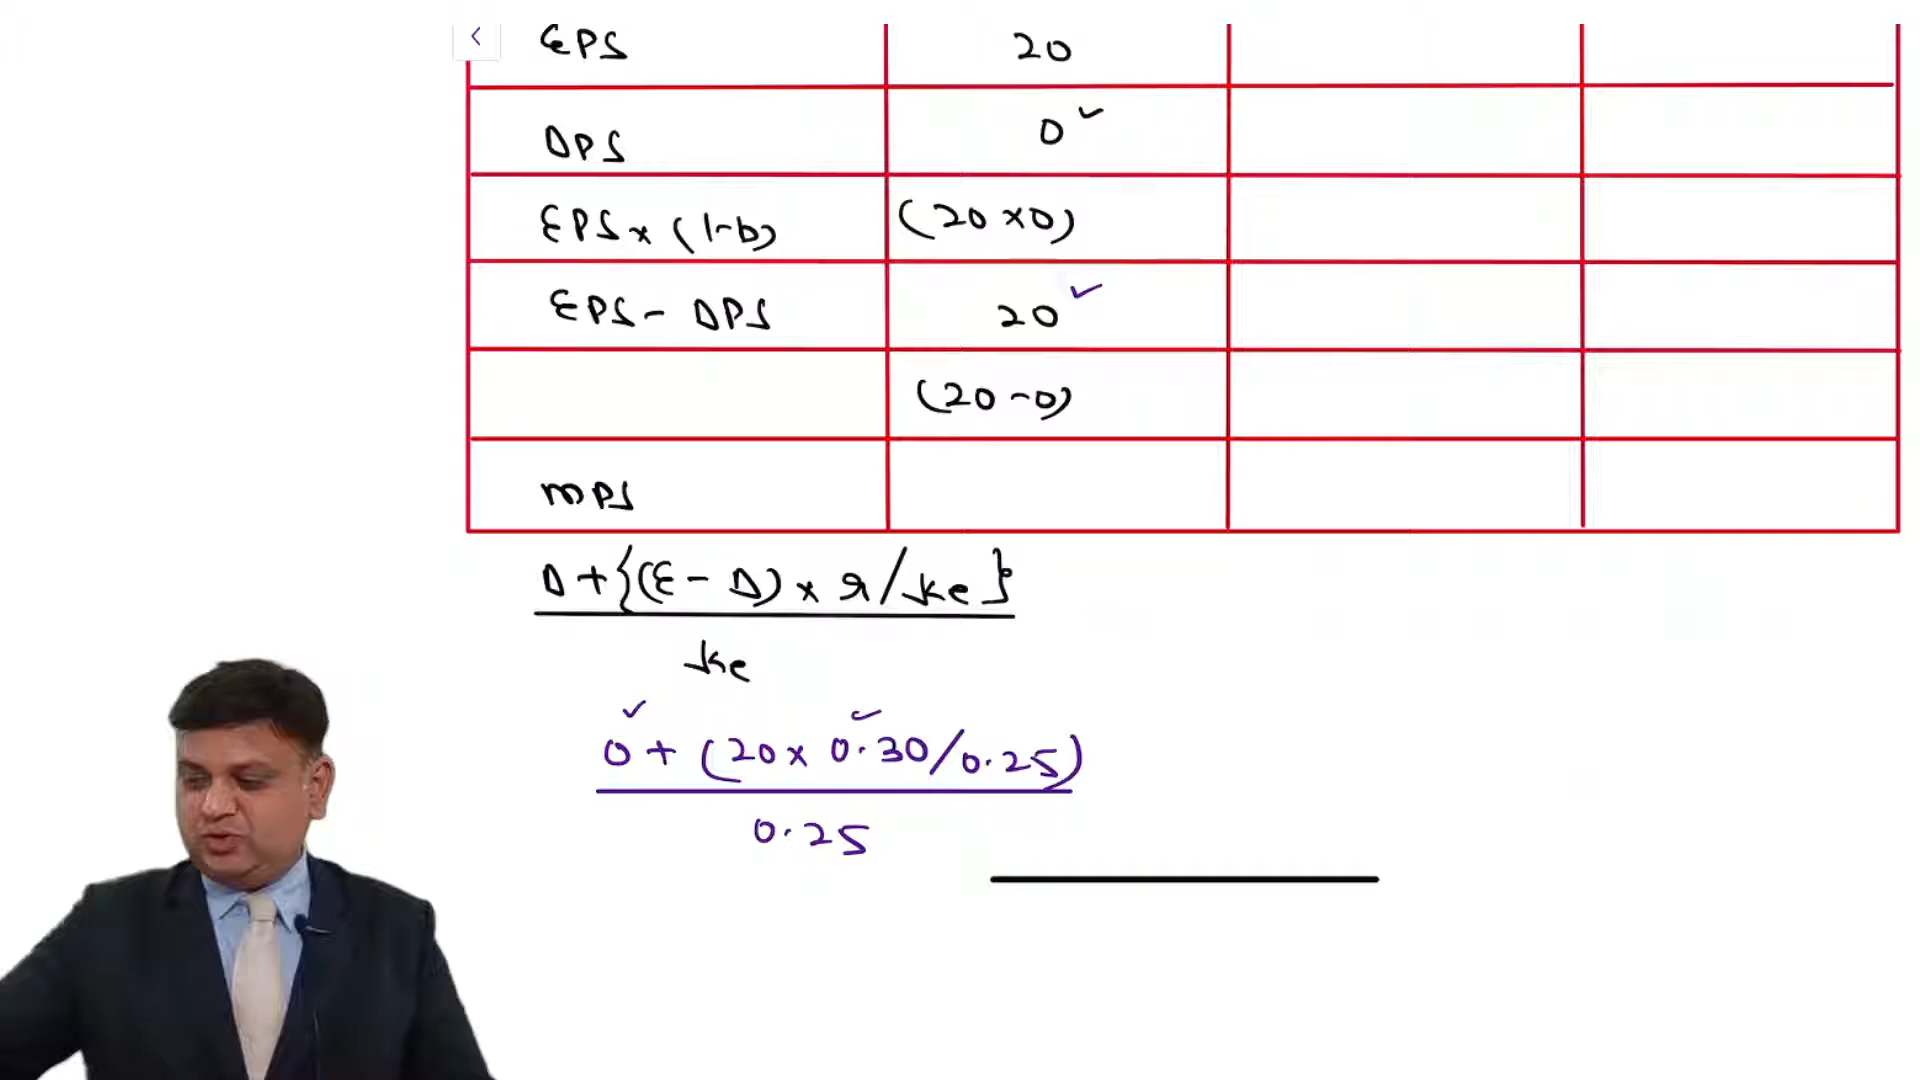 EPS 20
DPS 0
EPS x (1-b) (20 x 0)
EPS - DPS 20
(20 - 0)
MPS
D + {(E - D) x r/ke}
ke
0 + (20 x 0.30/0.25)
0.25